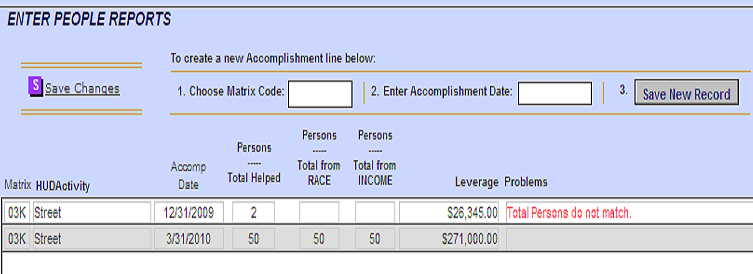 ENTER PEOPLE REPORTS
To create a new Accomplishment line below:
S Save Changes
1. Choose Matrix Code:
2. Enter Accomplishment Date:
3. Save New Record
Persons
-----
Total Helped
Persons
-----
Total from
RACE
Persons
-----
Total from
INCOME
Accomp
Date
Matrix HUDActivity
Leverage Problems
03K Street 12/31/2009 2 $26,345.00 Total Persons do not match.
03K Street 3/31/2010 50 50 50 $271,000.00